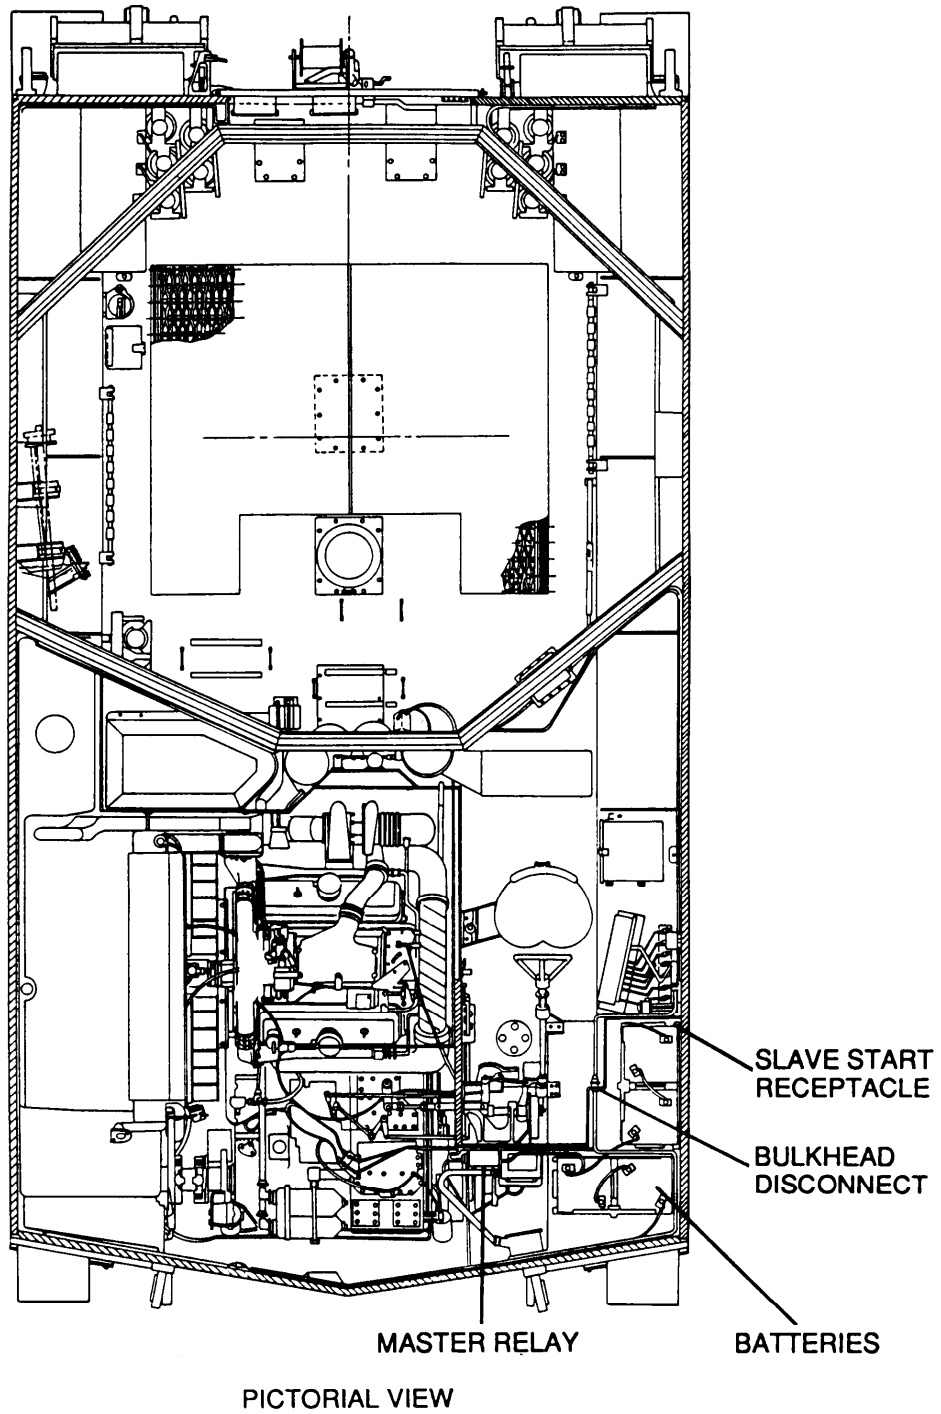 SLAVE START
RECEPTACLE
BULKHEAD
DISCONNECT
MASTER RELAY
BATTERIES
PICTORIAL VIEW